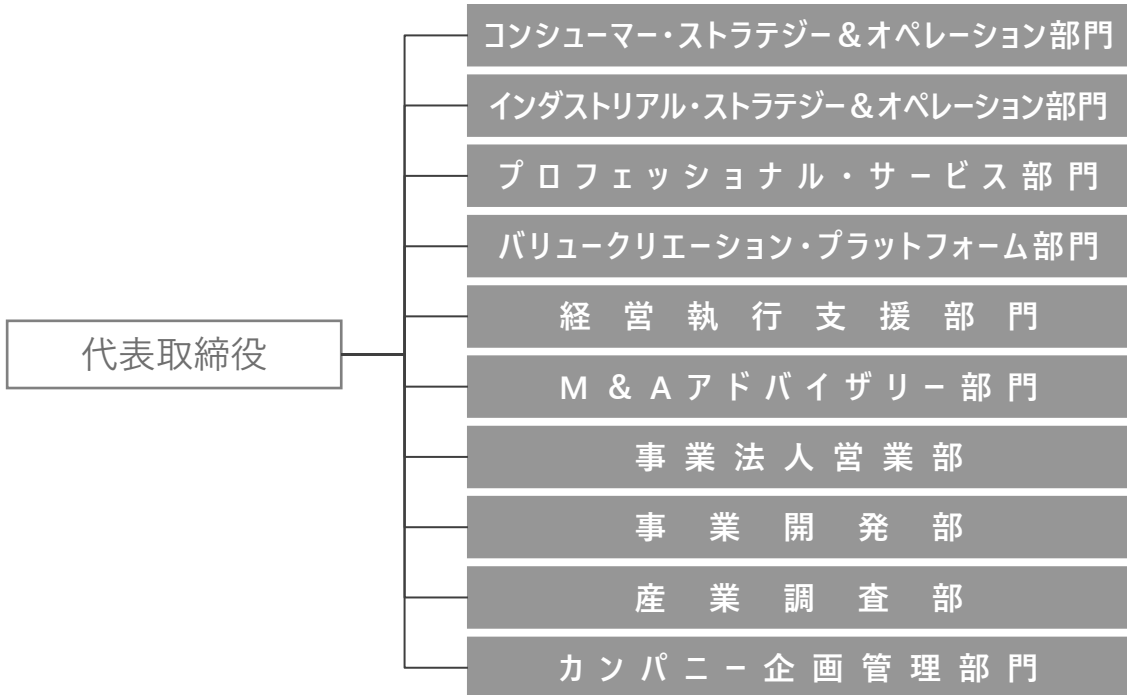 コンシューマー・ストラテジー＆オペレーション部門
インダストリアル・ストラテジー＆オペレーション部門
プロフェッショナル・サービス部門
バリュークリエーション・プラットフォーム部門
経営執行支援部門
代表取締役
M＆Aアドバイザリー部門
事業法人営業部
事業開発部
産業調査部
カンパニー企画管理部門